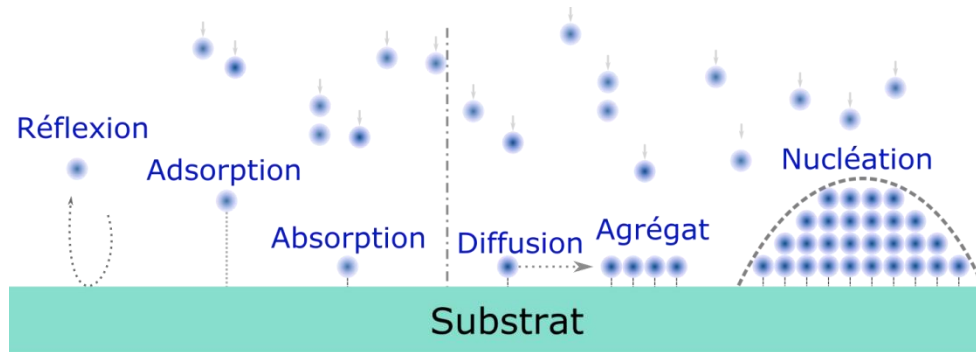 Réflexion
Adsorption
Absorption
Diffusion
Agrégat
Nucléation
Substrat